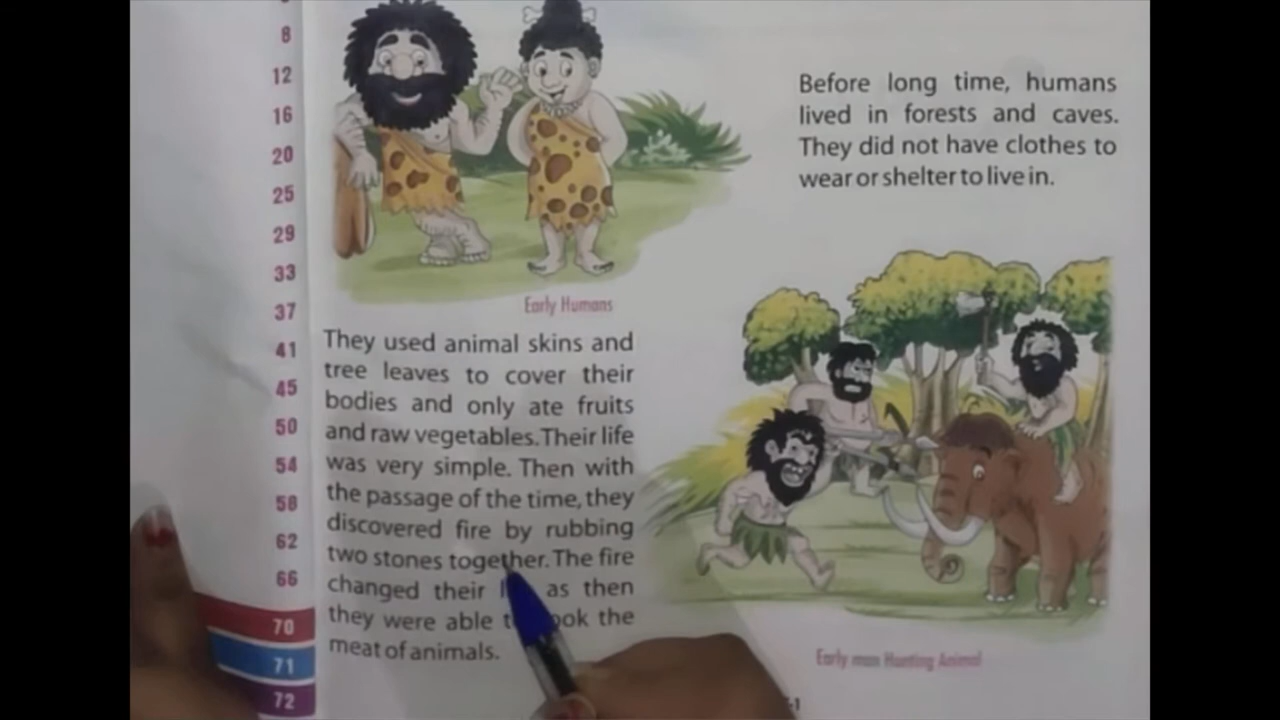 8
12
16
20
25
29
33
37
41
45
50
54
58
62
66
70
71
72
Before long time, humans
lived in forests and caves.
They did not have clothes to
wear or shelter to live in.
Early Humans
They used animal skins and
tree leaves to cover their
bodies and only ate fruits
and raw vegetables. Their life
was very simple. Then with
the passage of the time, they
discovered fire by rubbing
two stones together. The fire
changed their as then
they were able the
meat of animals.
Early man Hunting Animal